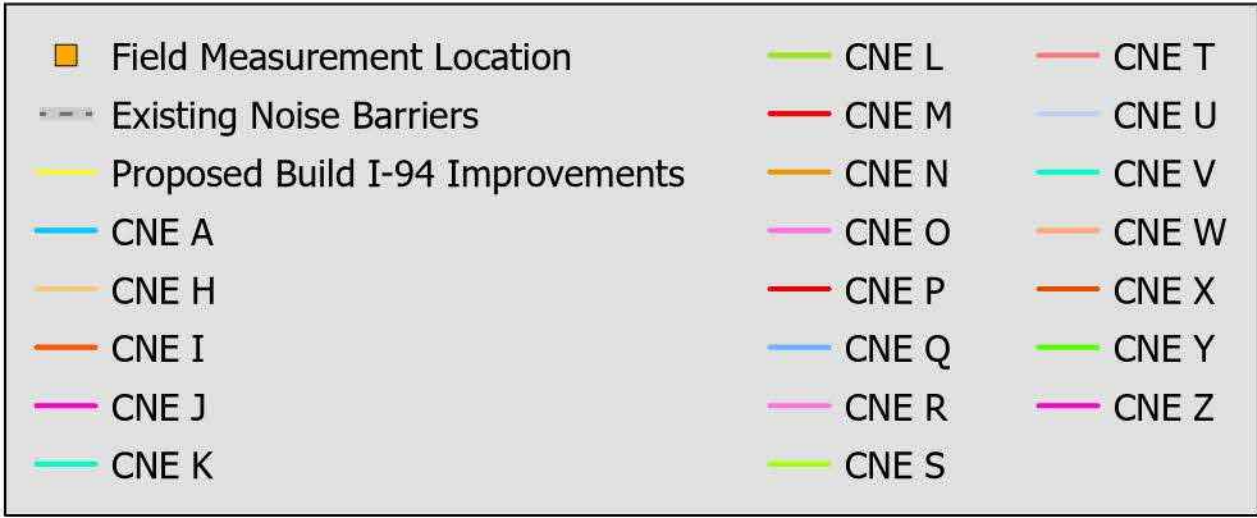 Field Measurement Location
Existing Noise Barriers
Proposed Build I-94 Improvements
CNE A
CNE H
CNE I
CNE J
CNE K
CNE L
CNE M
CNE N
CNE O
CNE P
CNE Q
CNE R
CNE S
CNE T
CNE U
CNE V
CNE W
CNE X
CNE Y
CNE Z